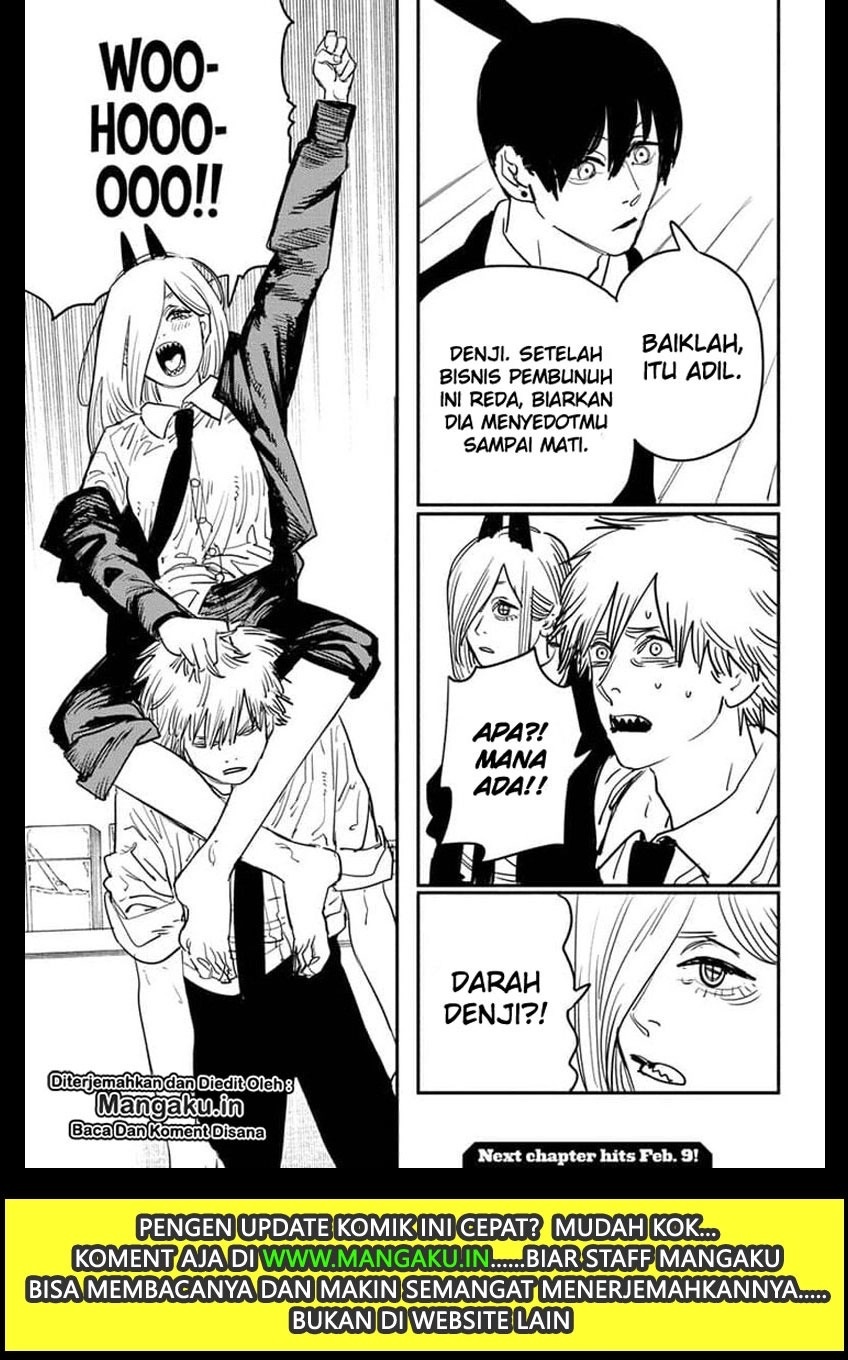 BAIKLAH,
ITU ADIL.
DENJI. SETELAH
BISNIS PEMBUNUH
INI REDA, BIARKAN
DIA MENYEDOTMU
SAMPAI MATI.
APA?!
MANA
ADA!!
DARAH
DENJI?!
WOO-
HOOO-
OOO!!
Diterjemahkan dan Diedit Oleh :
Mangaku.in
Baca Dan Koment Disana
Next chapter hits Feb. 9!
PENGEN UPDATE KOMIK INI CEPAT? MUDAH KOK...
KOMENT AJA DI WWW.MANGAKU.IN......BIAR STAFF MANGAKU
BISA MEMBACANYA DAN MAKIN SEMANGAT MENERJEMAHKANNYA.....
BUKAN DI WEBSITE LAIN